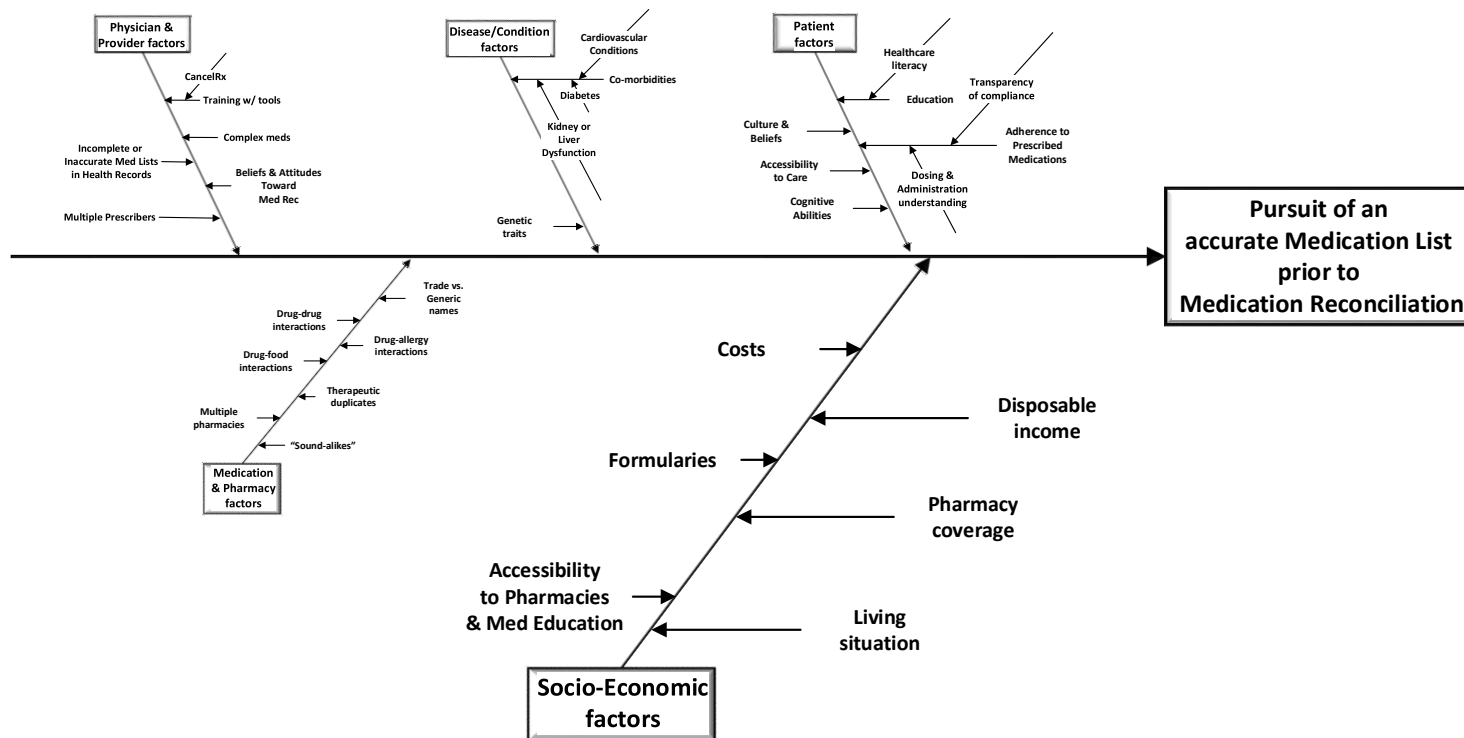 Physician &
Provider factors
CancelRx
Training w/ tools
Complex meds
Incomplete or
Inaccurate Med Lists
in Health Records
Beliefs & Attitudes
Toward
Med Rec
Multiple Prescribers
Disease/Condition
factors
Cardiovascular
Conditions
Co-morbidities
Diabetes
Kidney or
Liver
Dysfunction
Genetic
traits
Patient
factors
Healthcare
literacy
Education
Transparency
of compliance
Culture &
Beliefs
Adherence to
Prescribed
Medications
Accessibility
to Care
Dosing &
Administration
understanding
Cognitive
Abilities
Pursuit of an
accurate Medication List
prior to
Medication Reconciliation
Trade vs.
Generic
names
Drug-drug
interactions
Drug-allergy
interactions
Drug-food
interactions
Therapeutic
duplicates
Multiple
pharmacies
“Sound-alikes”
Medication
& Pharmacy
factors
Costs
Disposable
income
Formularies
Pharmacy
coverage
Accessibility
to Pharmacies
& Med Education
Living
situation
Socio-Economic
factors